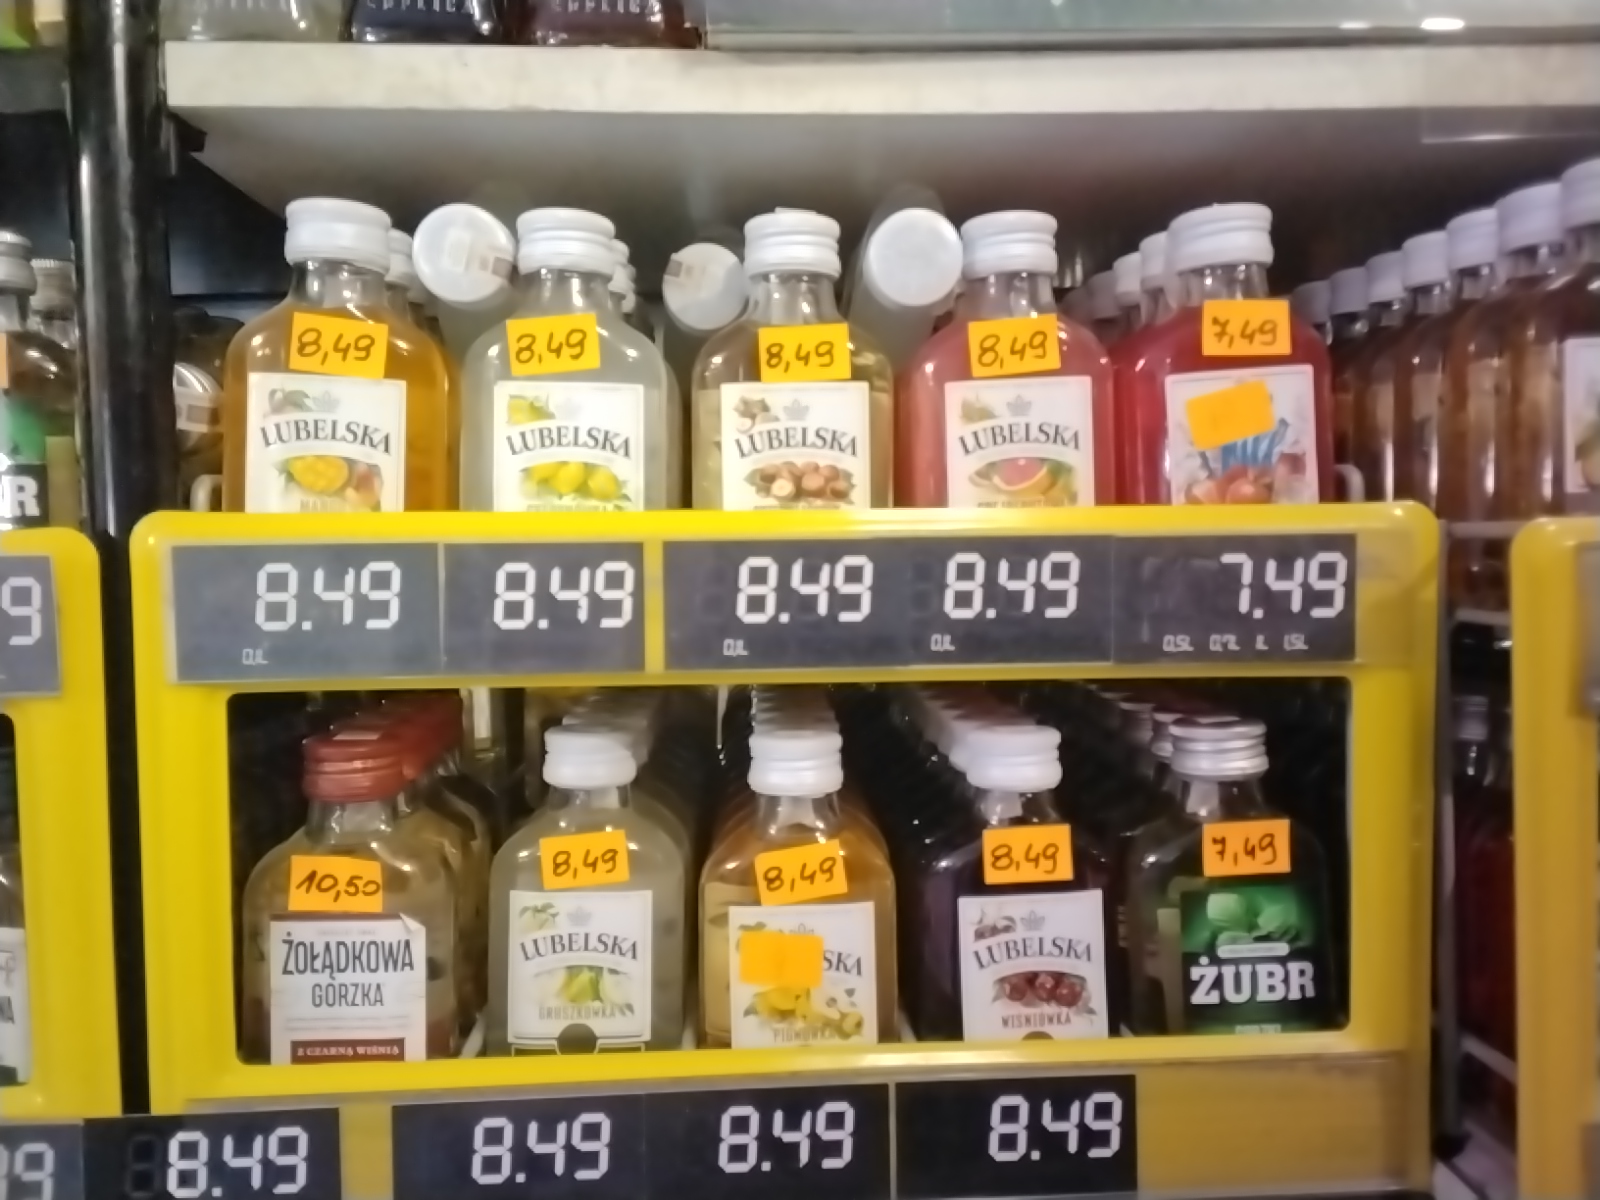 8,49
8,49
8,49
8,49
7,49
LUBELSKA
LUBELSKA
LUBELSKA
LUBELSKA
R
9
8.49
8.49
8.49
8.49
7.49
0,1L
0,1L
0,1L
0,5L 0,7L 1L 1,5L
10,50
8,49
8,49
8,49
7,49
ŻOŁĄDKOWA
GORZKA
Z CZARNĄ WIŚNIĄ
LUBELSKA
GRUSZKÓWKA
SKA
PIGWÓWKA
LUBELSKA
WIŚNIÓWKA
ŻUBR
9
8.49
8.49
8.49
8.49